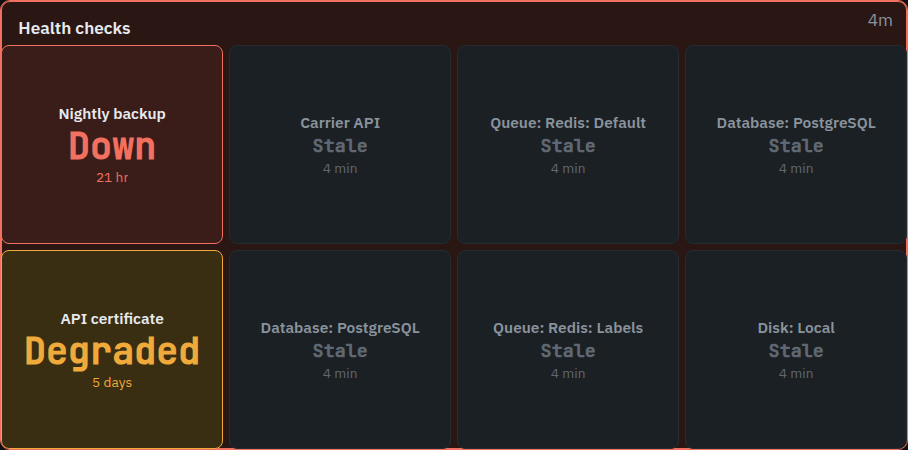 Health checks
4m
Nightly backup
Down
21 hr
Carrier API
Stale
4 min
Queue: Redis: Default
Stale
4 min
Database: PostgreSQL
Stale
4 min
API certificate
Degraded
5 days
Database: PostgreSQL
Stale
4 min
Queue: Redis: Labels
Stale
4 min
Disk: Local
Stale
4 min